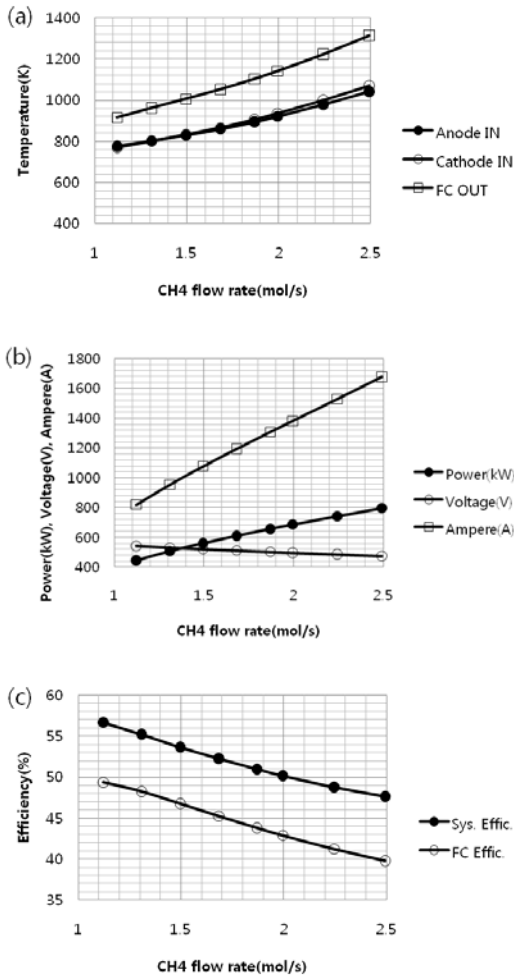 (a)
1400
1200
1000
800
600
400
Temperature(K)
1
1.5
2
2.5
CH4 flow rate(mol/s)
Anode IN
Cathode IN
FC OUT
(b)
1800
1600
1400
1200
1000
800
600
400
Power(kW), Voltage(V), Ampere(A)
1
1.5
2
2.5
CH4 flow rate(mol/s)
Power(kW)
Voltage(V)
Ampere(A)
(c)
60
55
50
45
40
35
Efficiency(%)
1
1.5
2
2.5
CH4 flow rate(mol/s)
Sys. Effic.
FC Effic.